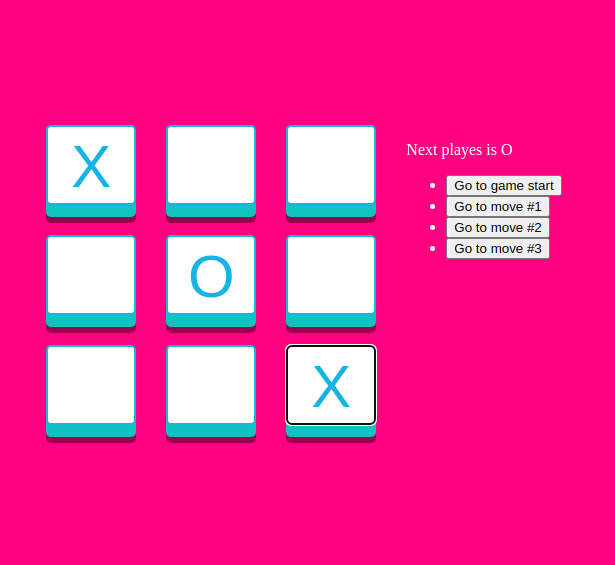 X
Next playes is O
Go to game start
Go to move #1
Go to move #2
Go to move #3
O
X